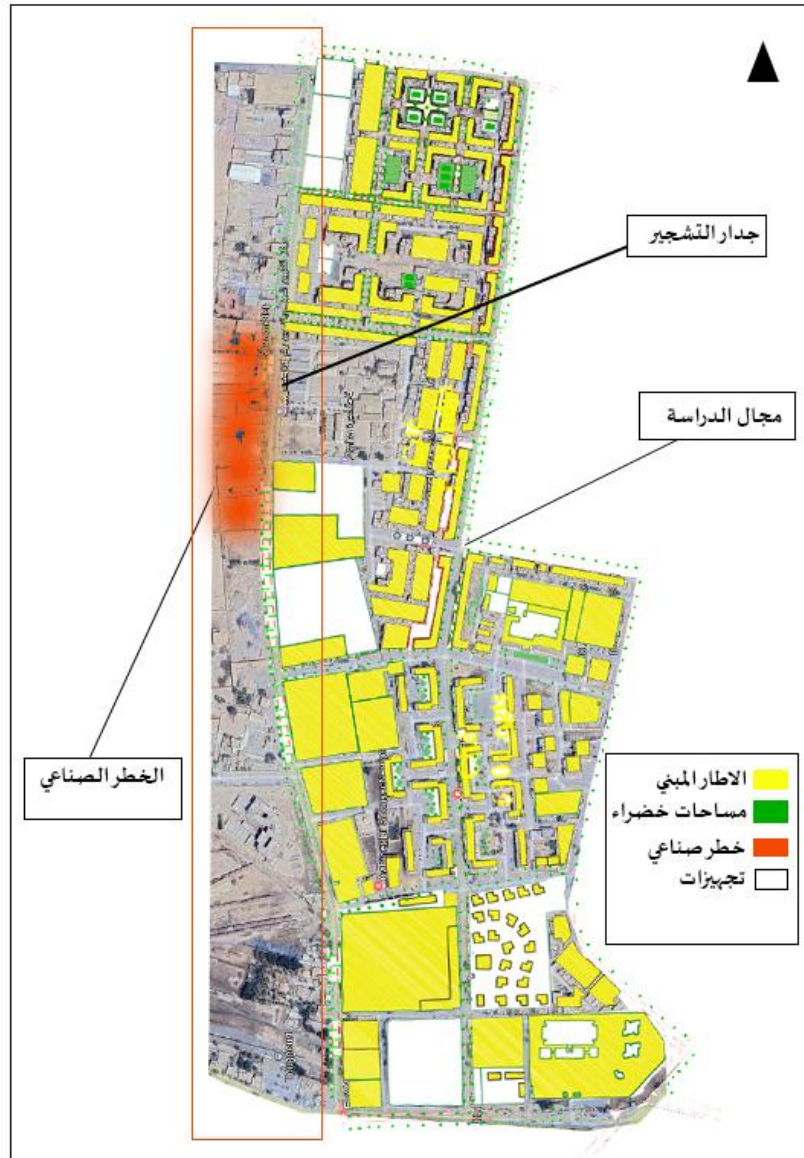 جدار التشجير
مجال الدراسة
الخطر الصناعي
الاطار المبني
مساحات خضراء
خطر صناعي
تجهيزات